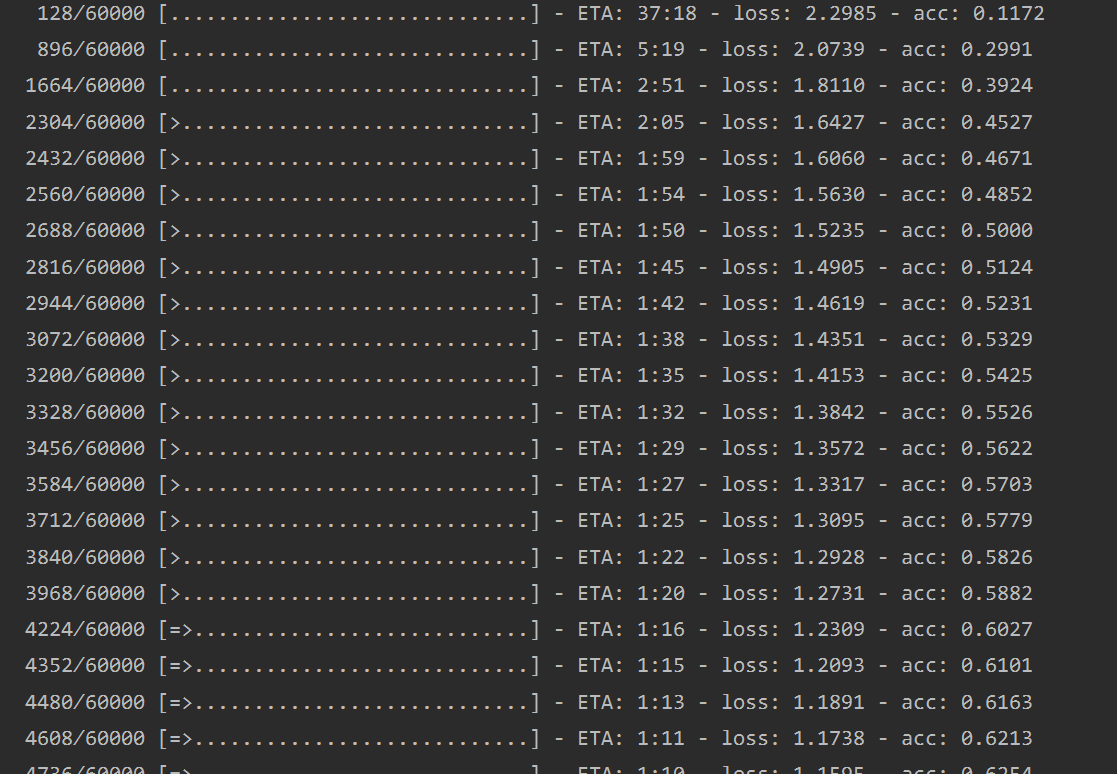 128/60000 [..............................] - ETA: 37:18 - loss: 2.2985 - acc: 0.1172
896/60000 [..............................] - ETA: 5:19 - loss: 2.0739 - acc: 0.2991
1664/60000 [..............................] - ETA: 2:51 - loss: 1.8110 - acc: 0.3924
2304/60000 [>.............................] - ETA: 2:05 - loss: 1.6427 - acc: 0.4527
2432/60000 [>.............................] - ETA: 1:59 - loss: 1.6060 - acc: 0.4671
2560/60000 [>.............................] - ETA: 1:54 - loss: 1.5630 - acc: 0.4852
2688/60000 [>.............................] - ETA: 1:50 - loss: 1.5235 - acc: 0.5000
2816/60000 [>.............................] - ETA: 1:45 - loss: 1.4905 - acc: 0.5124
2944/60000 [>.............................] - ETA: 1:42 - loss: 1.4619 - acc: 0.5231
3072/60000 [>.............................] - ETA: 1:38 - loss: 1.4351 - acc: 0.5329
3200/60000 [>.............................] - ETA: 1:35 - loss: 1.4153 - acc: 0.5425
3328/60000 [>.............................] - ETA: 1:32 - loss: 1.3842 - acc: 0.5526
3456/60000 [>.............................] - ETA: 1:29 - loss: 1.3572 - acc: 0.5622
3584/60000 [>.............................] - ETA: 1:27 - loss: 1.3317 - acc: 0.5703
3712/60000 [>.............................] - ETA: 1:25 - loss: 1.3095 - acc: 0.5779
3840/60000 [>.............................] - ETA: 1:22 - loss: 1.2928 - acc: 0.5826
3968/60000 [>.............................] - ETA: 1:20 - loss: 1.2731 - acc: 0.5882
4224/60000 [=>............................] - ETA: 1:16 - loss: 1.2309 - acc: 0.6027
4352/60000 [=>............................] - ETA: 1:15 - loss: 1.2093 - acc: 0.6101
4480/60000 [=>............................] - ETA: 1:13 - loss: 1.1891 - acc: 0.6163
4608/60000 [=>............................] - ETA: 1:11 - loss: 1.1738 - acc: 0.6213
4736/60000 [=>............................] - ETA: 1:10 - loss: 1.1595 - acc: 0.6254